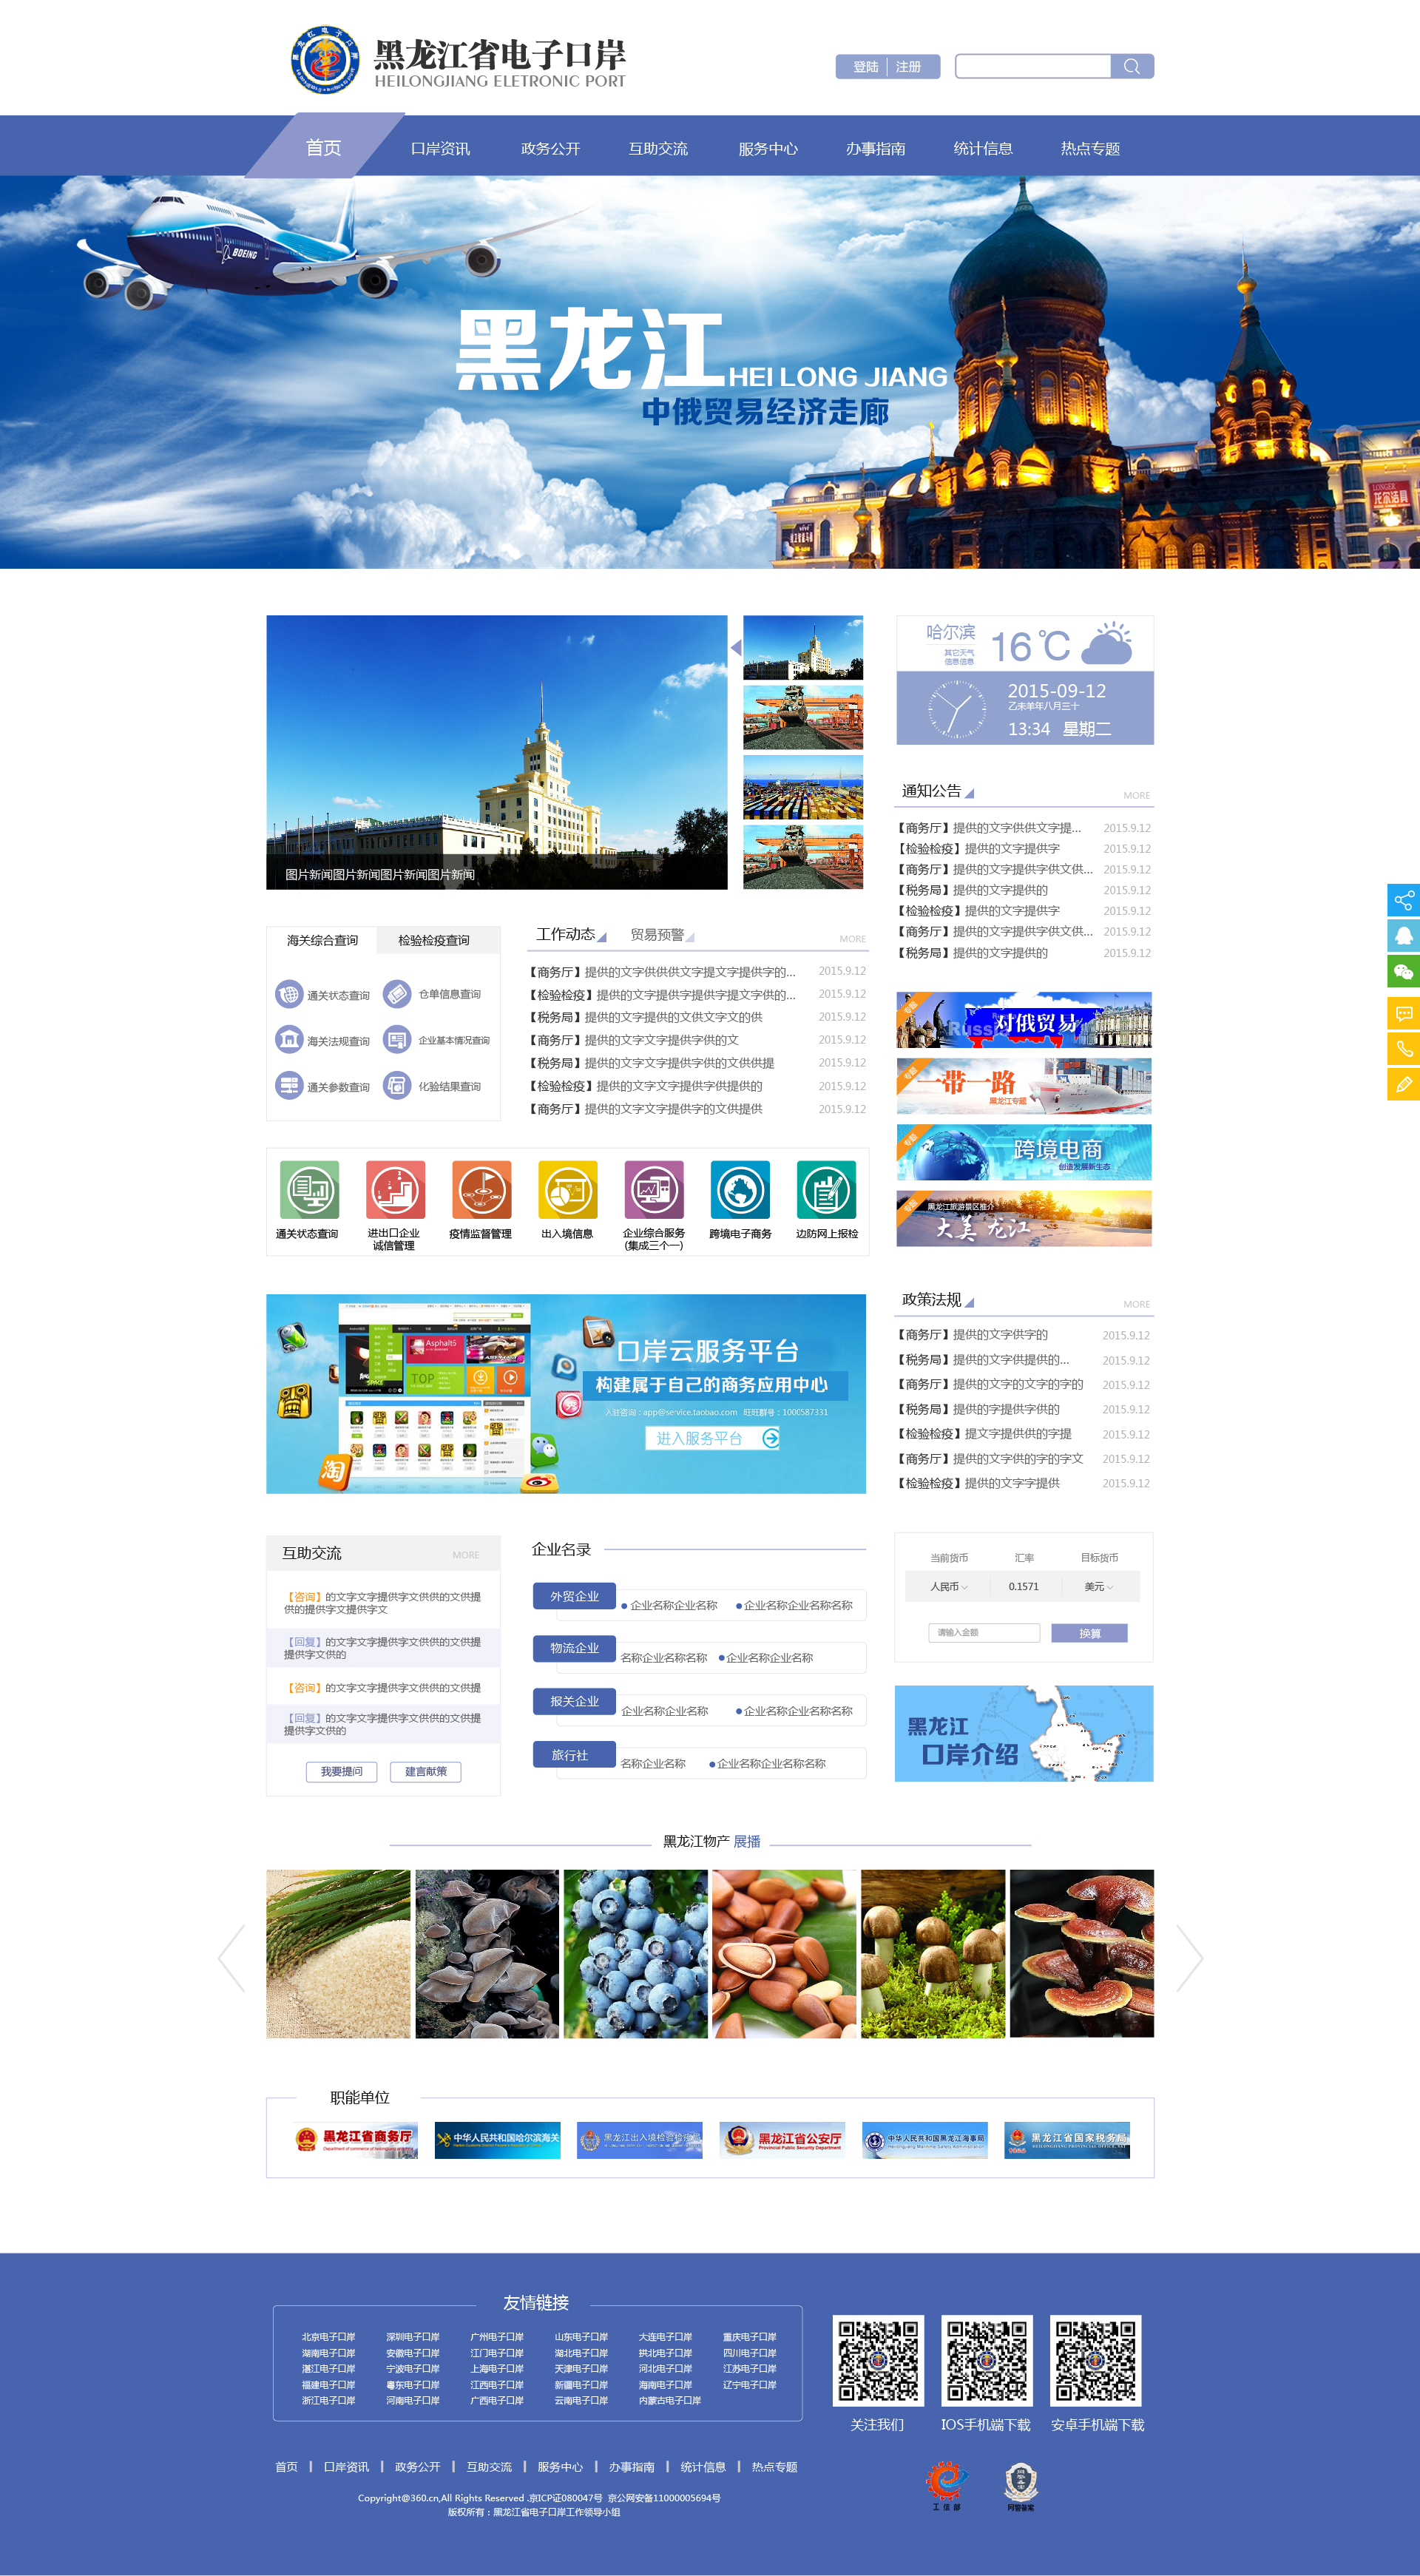 黑龙江省电子口岸
HEILONGJIANG ELETRONIC PORT
登陆 注册
首页 口岸资讯 政务公开 互助交流 服务中心 办事指南 统计信息 热点专题
BOEING
黑龙江 HEI LONG JIANG
中俄贸易经济走廊
LONGER
龙尔洁具
图片新闻图片新闻图片新闻图片新闻
哈尔滨
其它天气
信息信息
16℃
2015-09-12
乙未羊年八月三十
13:34 星期二
通知公告 MORE
【商务厅】提供的文字供供文字提... 2015.9.12
【检验检疫】提供的文字提供字 2015.9.12
【商务厅】提供的文字提供字供文供... 2015.9.12
【税务局】提供的文字提供的 2015.9.12
【检验检疫】提供的文字提供字 2015.9.12
【商务厅】提供的文字提供字供文供... 2015.9.12
【税务局】提供的文字提供的 2015.9.12
海关综合查询 检验检疫查询
通关状态查询 仓单信息查询
海关法规查询 企业基本情况查询
通关参数查询 化验结果查询
工作动态 贸易预警 MORE
【商务厅】提供的文字供供供文字提文字提供字的... 2015.9.12
【检验检疫】提供的文字提供字提供字提文字供的... 2015.9.12
【税务局】提供的文字提供的文供文字文的供 2015.9.12
【商务厅】提供的文字文字提供字供的文 2015.9.12
【税务局】提供的文字文字提供字供的文供供提 2015.9.12
【检验检疫】提供的文字文字提供字供提供的 2015.9.12
【商务厅】提供的文字文字提供字的文供提供 2015.9.12
专题 Russia 对俄贸易
专题 一带一路
黑龙江专题
专题 跨境电商
创造发展新生态
专题 黑龙江旅游景区推介
大美 龙江
通关状态查询
进出口企业
诚信管理
疫情监督管理
出入境信息
企业综合服务
(集成三个一)
跨境电子商务
边防网上报检
Asphalt5
TOP
淘
口岸云服务平台
构建属于自己的商务应用中心
入驻咨询：app@service.taobao.com 旺旺群号：1000587331
进入服务平台
政策法规 MORE
【商务厅】提供的文字供字的 2015.9.12
【税务局】提供的文字供提供的... 2015.9.12
【商务厅】提供的文字的文字的字的 2015.9.12
【税务局】提供的字提供字供的 2015.9.12
【检验检疫】提文字提供供的字提 2015.9.12
【商务厅】提供的文字供的字的字文 2015.9.12
【检验检疫】提供的文字字提供 2015.9.12
互助交流 MORE
【咨询】的文字文字提供字文供供的文供提
供的提供字文提供字文
【回复】的文字文字提供字文供供的文供提
提供字文供的
【咨询】的文字文字提供字文供供的文供提
【回复】的文字文字提供字文供供的文供提
提供字文供的
我要提问 建言献策
企业名录
外贸企业 企业名称企业名称 企业名称企业名称名称
物流企业 名称企业名称名称 企业名称企业名称
报关企业 企业名称企业名称 企业名称企业名称名称
旅行社 名称企业名称 企业名称企业名称名称
当前货币 汇率 目标货币
人民币 0.1571 美元
请输入金额 换算
黑龙江
口岸介绍
黑龙江物产 展播
职能单位
黑龙江省商务厅
中华人民共和国哈尔滨海关
黑龙江出入境检验检疫局
黑龙江省公安厅
Provincial Public Security Department
中华人民共和国黑龙江海事局
黑龙江省国家税务局
友情链接
北京电子口岸 深圳电子口岸 广州电子口岸 山东电子口岸 大连电子口岸 重庆电子口岸
湖南电子口岸 安徽电子口岸 江门电子口岸 湖北电子口岸 拱北电子口岸 四川电子口岸
湛江电子口岸 宁波电子口岸 上海电子口岸 天津电子口岸 河北电子口岸 江苏电子口岸
福建电子口岸 粤东电子口岸 江西电子口岸 新疆电子口岸 海南电子口岸 辽宁电子口岸
浙江电子口岸 河南电子口岸 广西电子口岸 云南电子口岸 内蒙古电子口岸
关注我们 IOS手机端下载 安卓手机端下载
首页 口岸资讯 政务公开 互助交流 服务中心 办事指南 统计信息 热点专题
Copyright@360.cn,All Rights Reserved .京ICP证080047号 京公网安备11000005694号
版权所有：黑龙江省电子口岸工作领导小组
工信部
网警备案